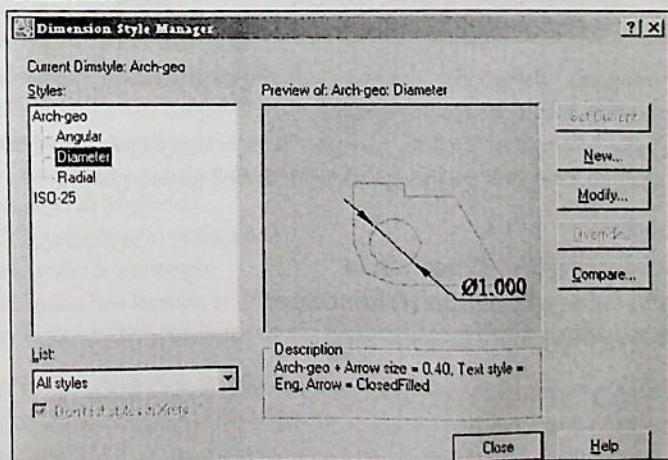 Dimension Style Manager
Current Dimstyle: Arch-geo
Styles:
Arch-geo
Angular
Diameter
Radial
ISO-25
Preview of: Arch-geo: Diameter
Ø1.000
Set Current
New...
Modify...
Override...
Compare...
List:
All styles
Don't list styles in Xrefs
Description
Arch-geo + Arrow size = 0.40, Text style =
Eng, Arrow = ClosedFilled
Close
Help